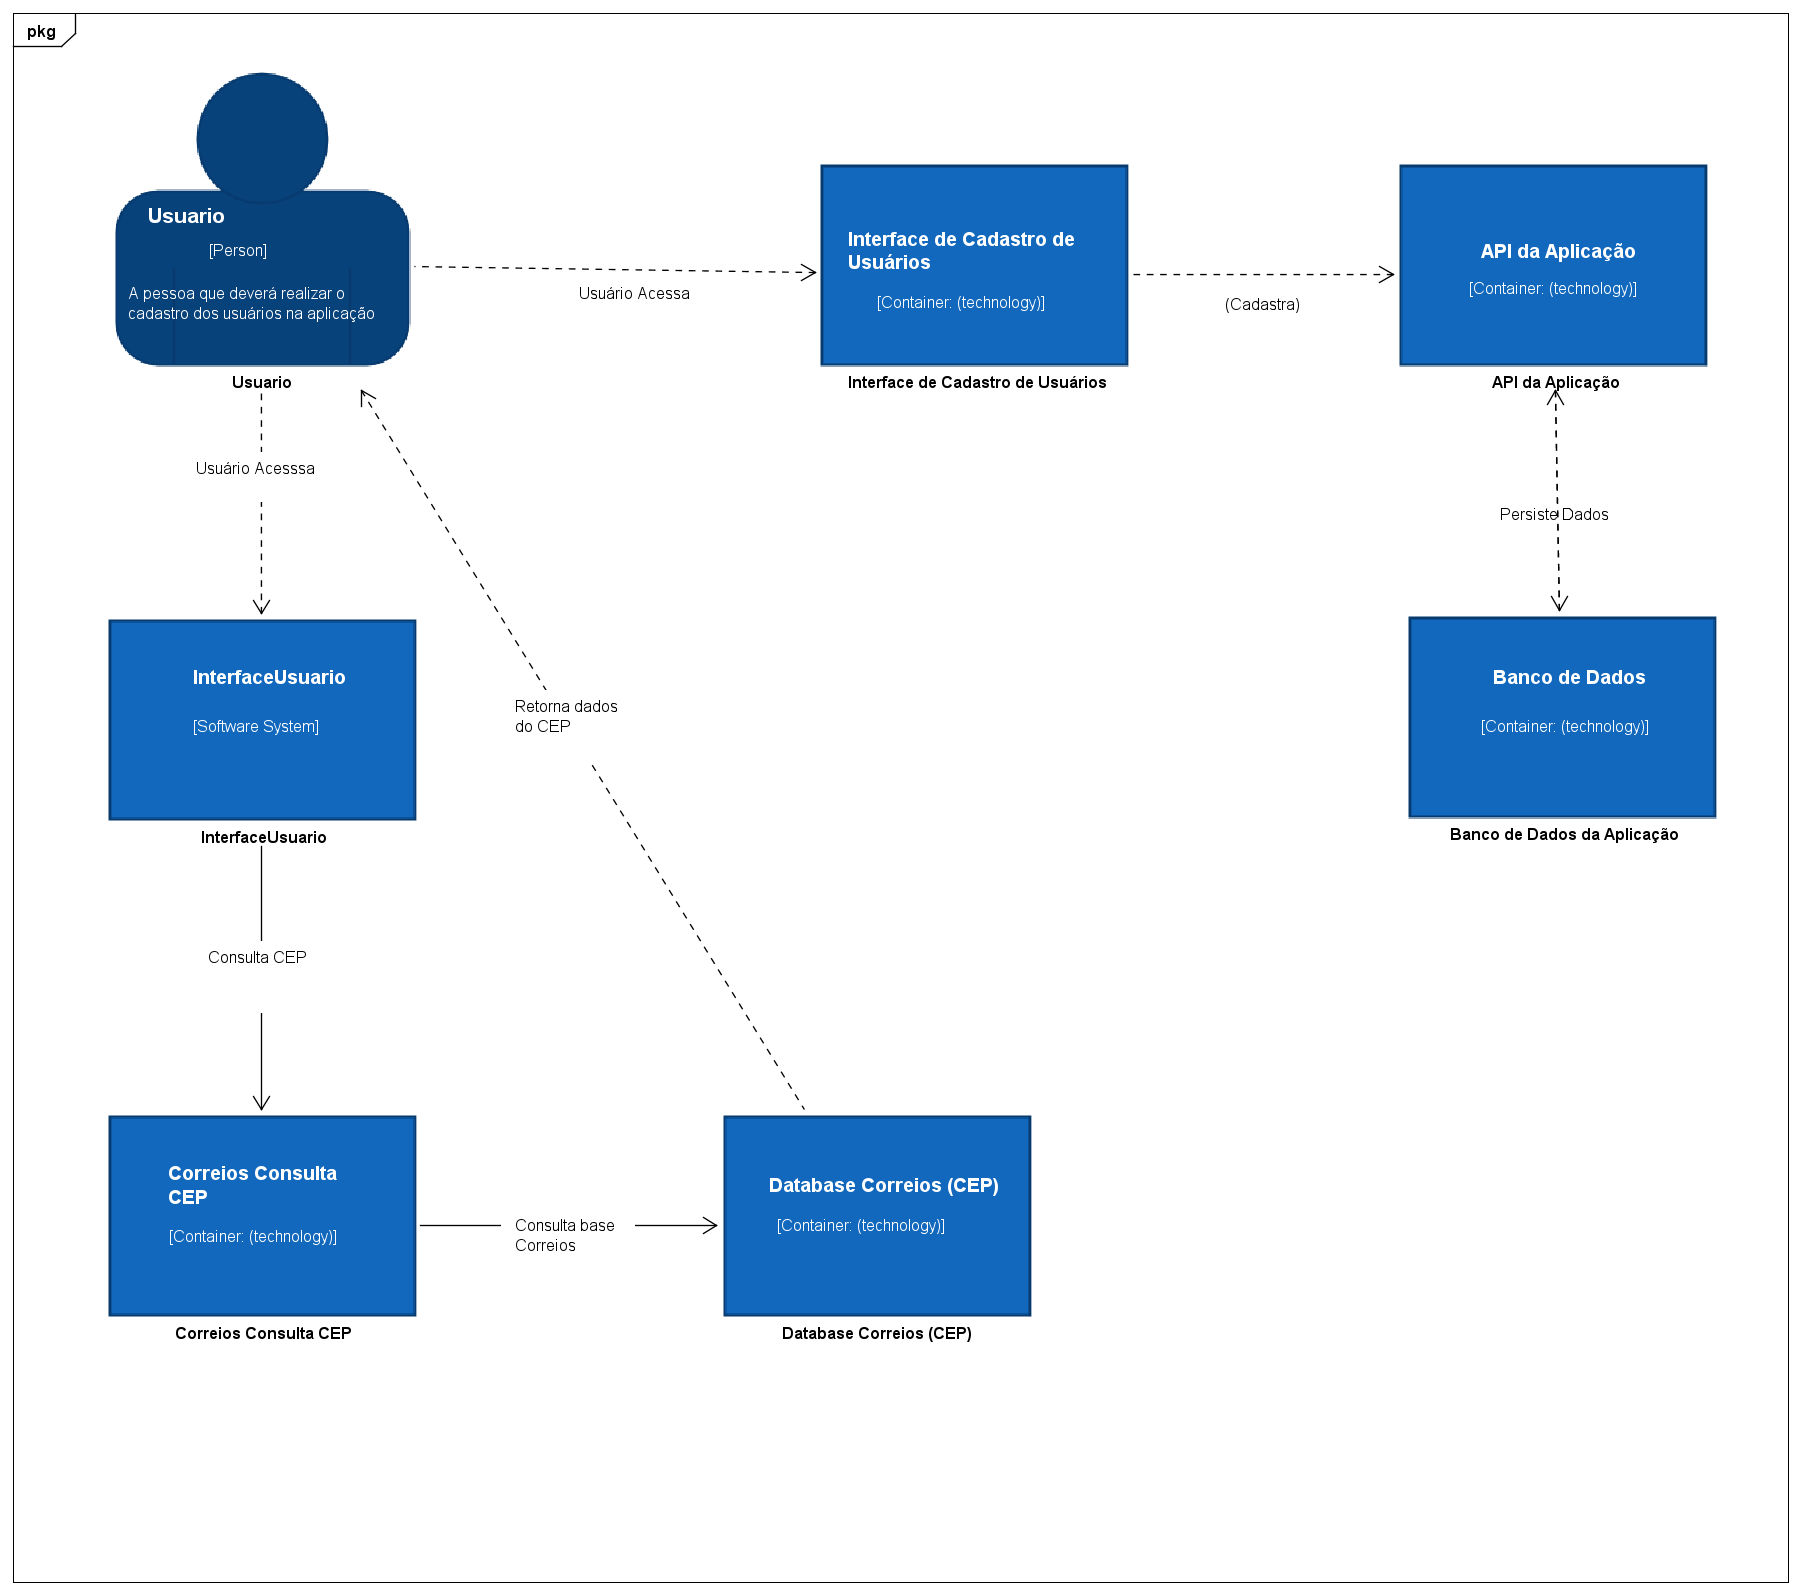 pkg
Usuario
[Person]
A pessoa que deverá realizar o
cadastro dos usuários na aplicação
Usuario
Usuário Acessa
Interface de Cadastro de
Usuários
[Container: (technology)]
Interface de Cadastro de Usuários
(Cadastra)
API da Aplicação
[Container: (technology)]
API da Aplicação
Usuário Acesssa
Persiste Dados
InterfaceUsuario
[Software System]
InterfaceUsuario
Retorna dados
do CEP
Banco de Dados
[Container: (technology)]
Banco de Dados da Aplicação
Consulta CEP
Correios Consulta
CEP
[Container: (technology)]
Correios Consulta CEP
Consulta base
Correios
Database Correios (CEP)
[Container: (technology)]
Database Correios (CEP)